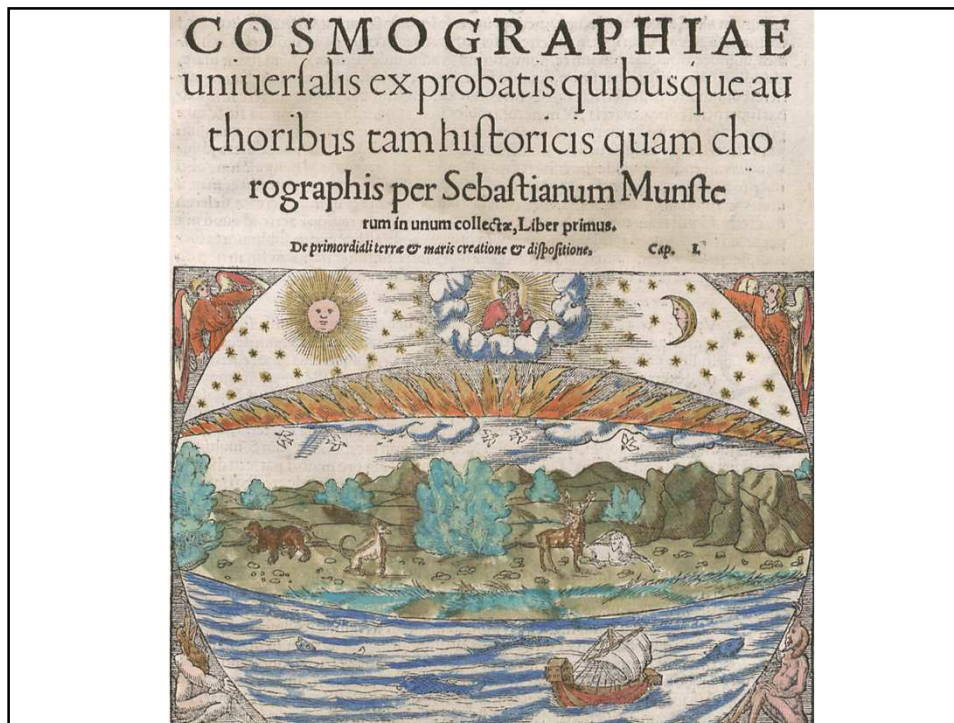 COSMOGRAPHIAE
uniuerſalis ex probatis quibusque au
thoribus tam hiſtoricis quam cho
rographis per Sebaſtianum Munſte
rum in unum collectæ, Liber primus.
De primordiali terræ & maris creatione & diſpoſitione, Cap. I.